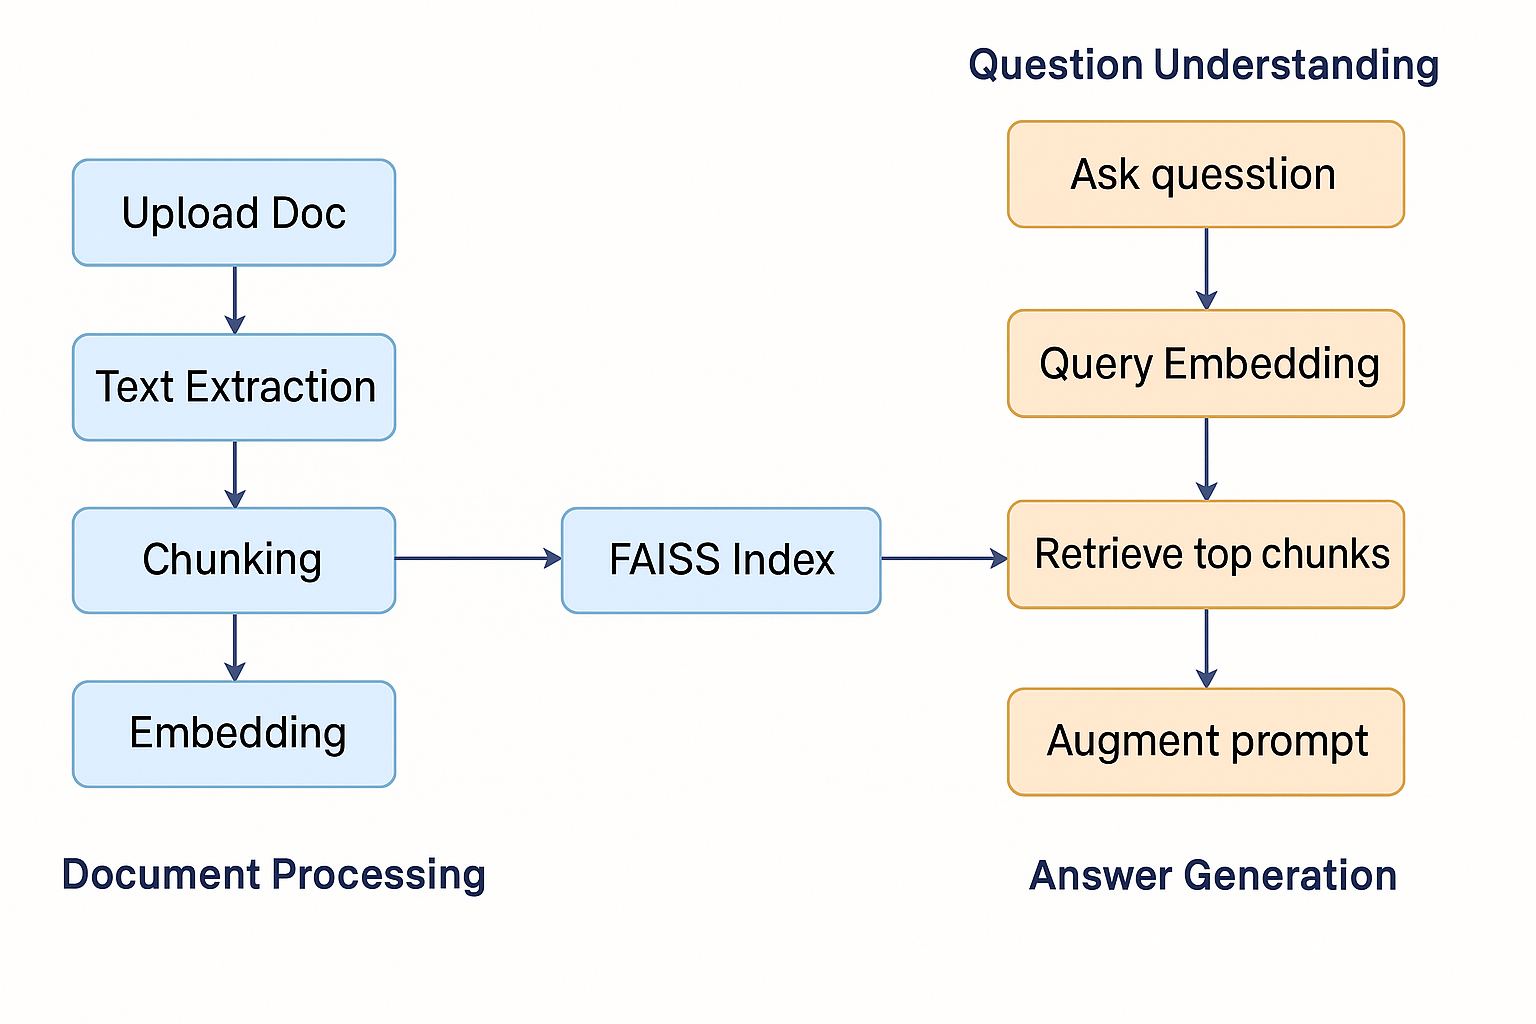 Question Understanding
Upload Doc
Text Extraction
Chunking
Embedding
Document Processing
FAISS Index
Ask quesstion
Query Embedding
Retrieve top chunks
Augment prompt
Answer Generation